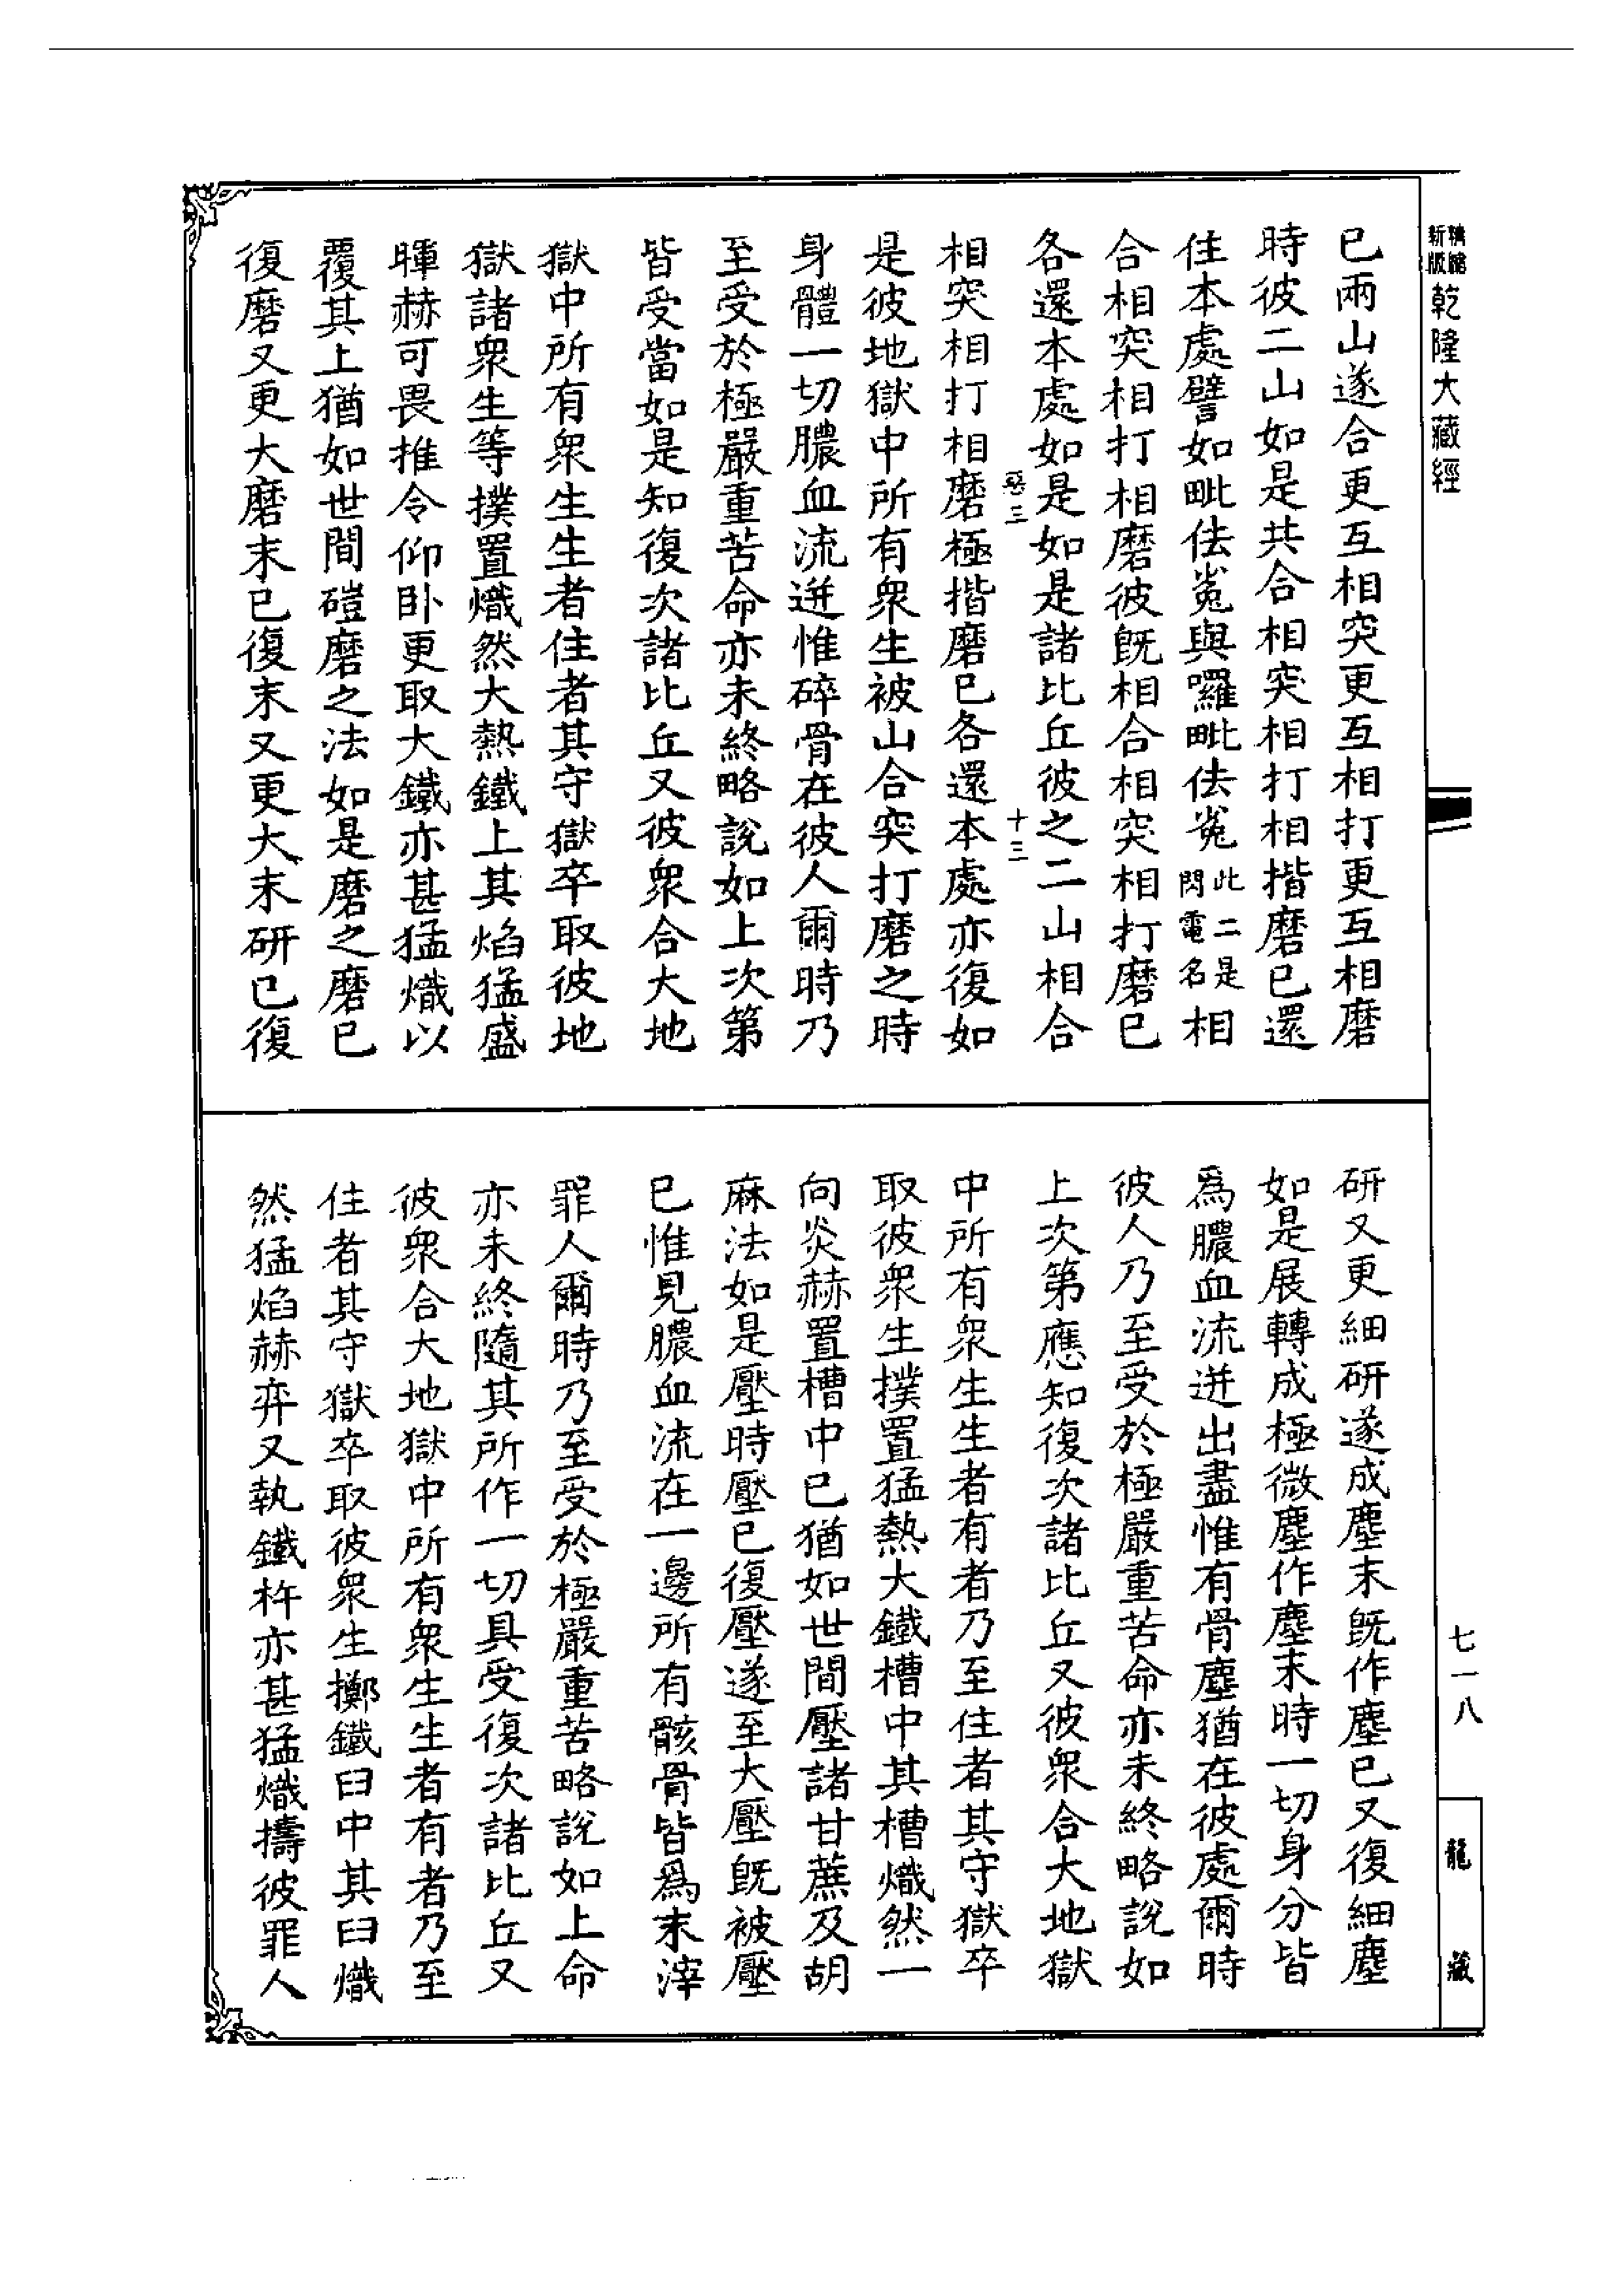 精縮新版乾隆大藏經
已兩山遂合更互相突更互相打更互相磨
時彼二山如是共合相突相打相揩磨已還
住本處譬如毗佉㝹與囉毗佉㝹此二是閃電名相
合相突相打相磨彼旣相合相突相打磨已
各還本處如是如是諸比丘彼之二山相合
惡三
十三
相突相打相磨極揩磨已各還本處亦復如
是彼地獄中所有衆生被山合突打磨之時
身體一切膿血流迸惟碎骨在彼人爾時乃
至受於極嚴重苦命亦未終略說如上次第
皆受當如是知復次諸比丘又彼衆合大地
獄中所有衆生生者住者其守獄卒取彼地
獄諸衆生等撲置熾然大熱鐵上其焰猛盛
暉赫可畏推令仰卧更取大鐵亦甚猛熾以
覆其上猶如世間磑磨之法如是磨之磨已
復磨又更大磨末已復末又更大末研已復
研又更細研遂成塵末旣作塵已又復細塵
如是展轉成極微塵作塵末時一切身分皆
爲膿血流迸出盡惟有骨塵猶在彼處爾時
彼人乃至受於極嚴重苦命亦未終略說如
上次第應知復次諸比丘又彼衆合大地獄
中所有衆生生者有者乃至住者其守獄卒
取彼衆生撲置猛熱大鐵槽中其槽熾然一
向炎赫置槽中已猶如世間壓諸甘蔗及胡
麻法如是壓時壓已復壓遂至大壓旣被壓
已惟見膿血流在一邊所有骸骨皆爲末滓
罪人爾時乃至受於極嚴重苦略說如上命
亦未終隨其所作一切具受復次諸比丘又
彼衆合大地獄中所有衆生生者有者乃至
住者其守獄卒取彼衆生擲鐵臼中其臼熾
然猛焰赫弈又執鐵杵亦甚猛熾擣彼罪人
七一八
龍藏